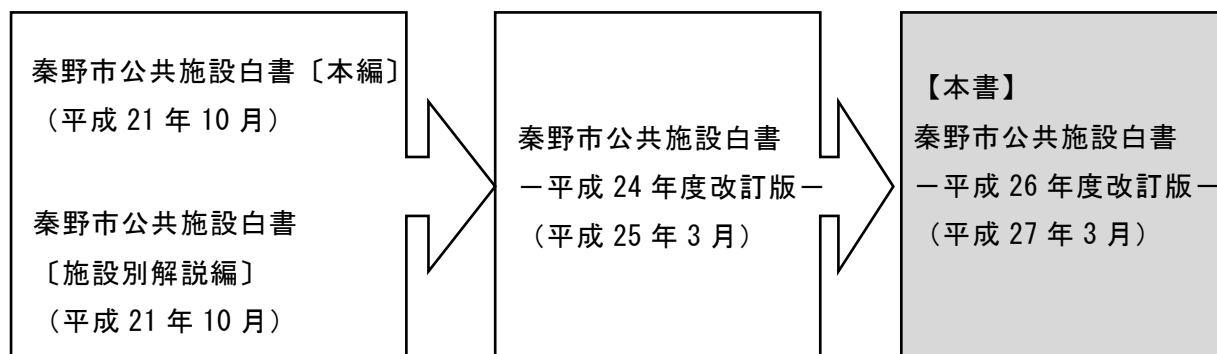 秦野市公共施設白書〔本編〕
（平成 21 年 10 月）
秦野市公共施設白書
〔施設別解説編〕
（平成 21 年 10 月）
秦野市公共施設白書
－平成 24 年度改訂版－
（平成 25 年 3 月）
【本書】
秦野市公共施設白書
－平成 26 年度改訂版－
（平成 27 年 3 月）